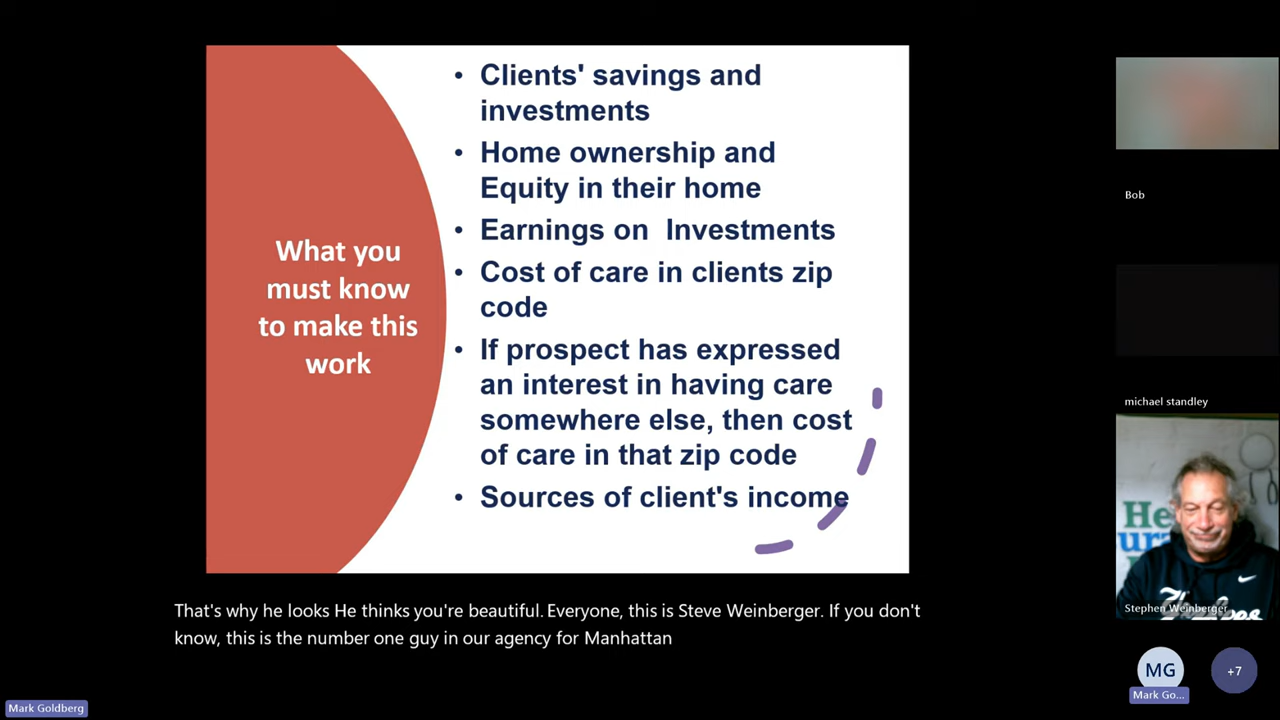 What you
must know
to make this
work
• Clients' savings and
investments
• Home ownership and
Equity in their home
• Earnings on  Investments
• Cost of care in clients zip
code
• If prospect has expressed
an interest in having care
somewhere else, then cost
of care in that zip code
• Sources of client's income
That's why he looks He thinks you're beautiful. Everyone, this is Steve Weinberger. If you don't
know, this is the number one guy in our agency for Manhattan
Mark Goldberg
Bob
michael standley
He
Stephen Weinberger
MG
+7
Mark Go...